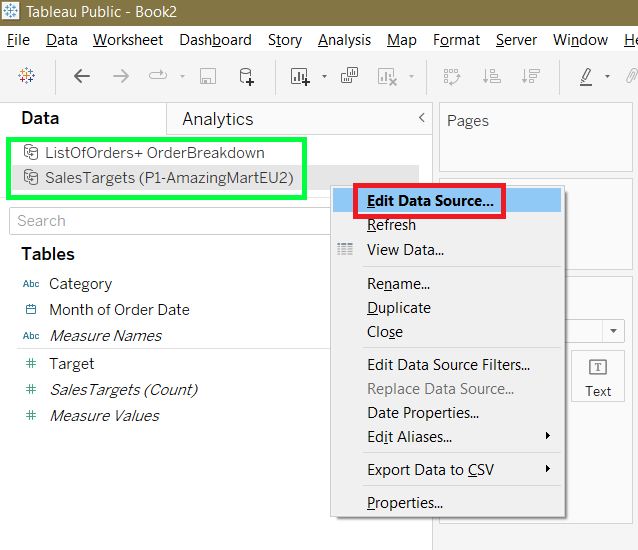 Tableau Public - Book2
File Data Worksheet Dashboard Story Analysis Map Format Server Window
Data Analytics
ListOfOrders+ OrderBreakdown
SalesTargets (P1-AmazingMartEU2)
Search
Tables
Abc Category
Month of Order Date
Abc Measure Names
# Target
# SalesTargets (Count)
# Measure Values
Edit Data Source...
Refresh
View Data...
Rename...
Duplicate
Close
Edit Data Source Filters...
Replace Data Source...
Date Properties...
Edit Aliases...
Export Data to CSV
Properties...
Pages
T
Text